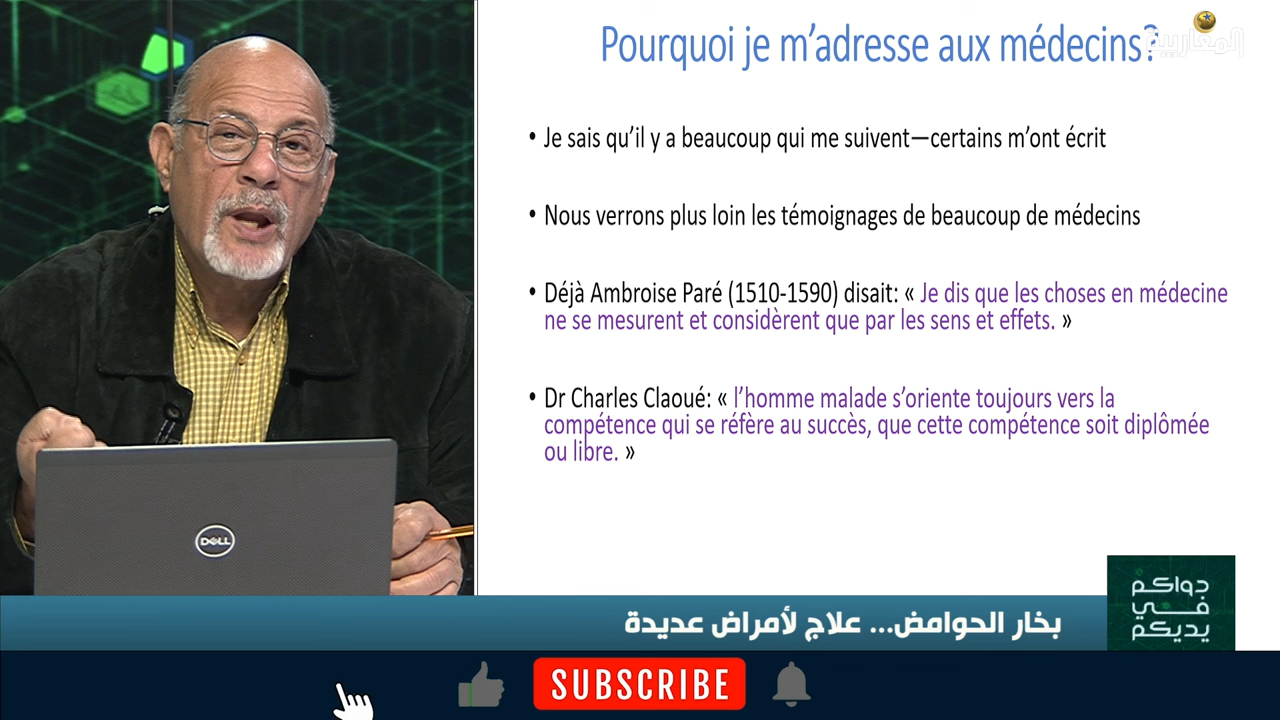 Pourquoi je m’adresse aux médecins?
المغاربية
• Je sais qu’il y a beaucoup qui me suivent—certains m’ont écrit
• Nous verrons plus loin les témoignages de beaucoup de médecins
• Déjà Ambroise Paré (1510-1590) disait: « Je dis que les choses en médecine
ne se mesurent et considèrent que par les sens et effets. »
• Dr Charles Claoué: « l’homme malade s’oriente toujours vers la
compétence qui se réfère au succès, que cette compétence soit diplômée
ou libre. »
DELL
دواكم
في
يديكم
بخار الحوامض... علاج لأمراض عديدة
SUBSCRIBE